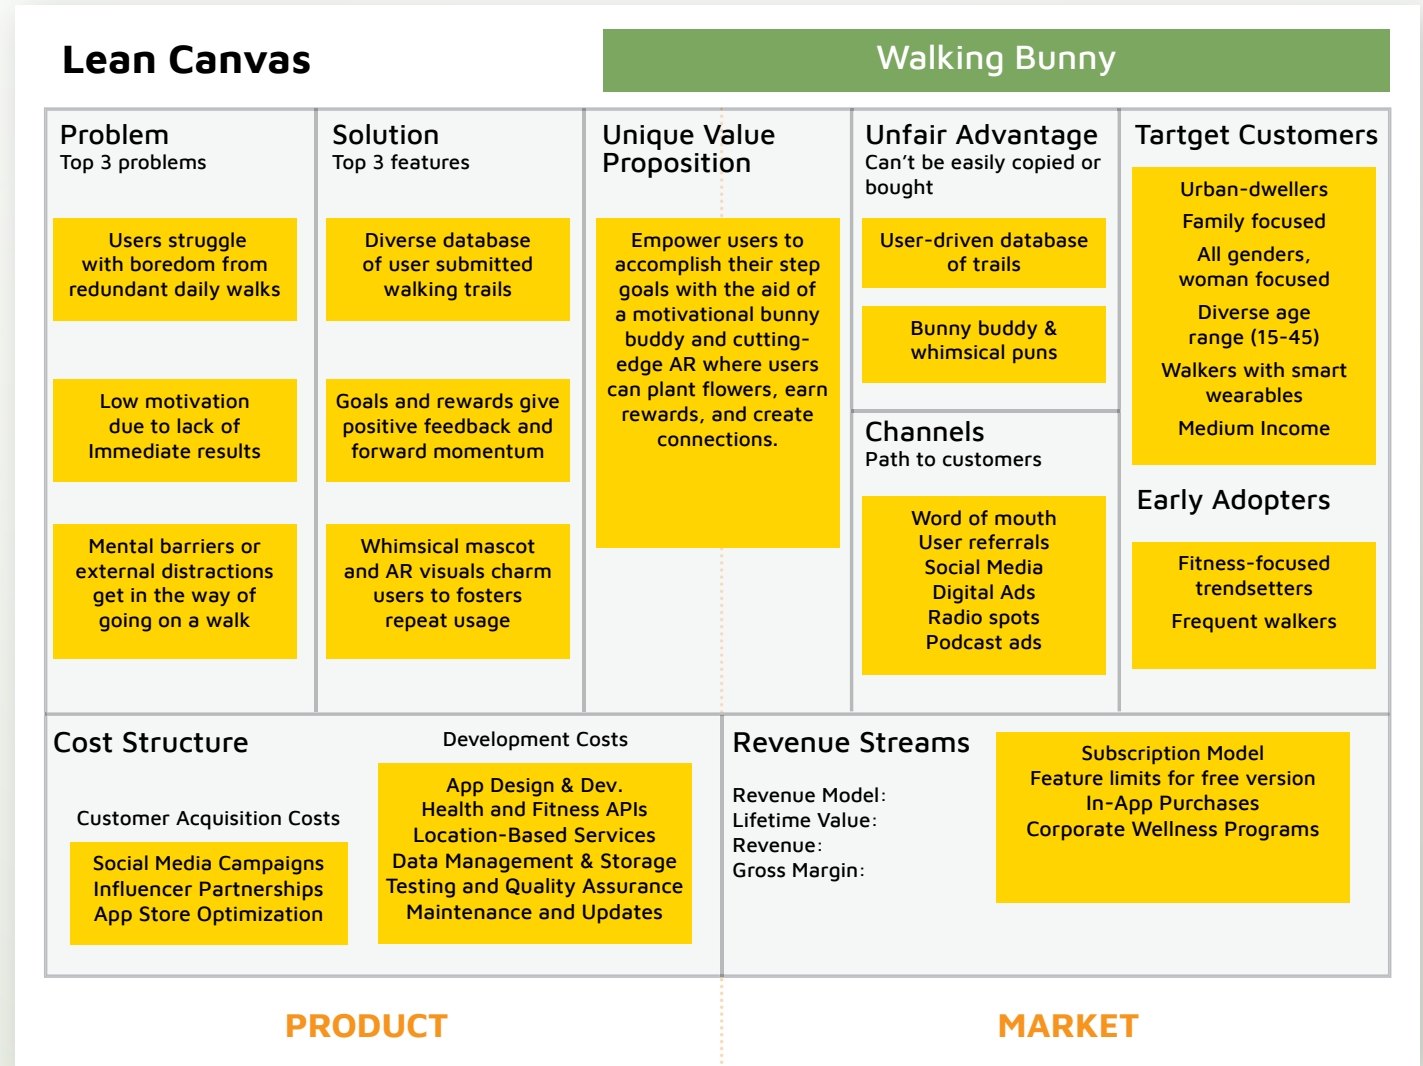 Lean Canvas
Walking Bunny
Problem
Top 3 problems
Users struggle
with boredom from
redundant daily walks
Low motivation
due to lack of
Immediate results
Mental barriers or
external distractions
get in the way of
going on a walk
Solution
Top 3 features
Diverse database
of user submitted
walking trails
Goals and rewards give
positive feedback and
forward momentum
Whimsical mascot
and AR visuals charm
users to fosters
repeat usage
Unique Value
Proposition
Empower users to
accomplish their step
goals with the aid of
a motivational bunny
buddy and cutting-
edge AR where users
can plant flowers, earn
rewards, and create
connections.
Unfair Advantage
Can't be easily copied or
bought
User-driven database
of trails
Bunny buddy &
whimsical puns
Channels
Path to customers
Word of mouth
User referrals
Social Media
Digital Ads
Radio spots
Podcast ads
Tartget Customers
Urban-dwellers
Family focused
All genders,
woman focused
Diverse age
range (15-45)
Walkers with smart
wearables
Medium Income
Early Adopters
Fitness-focused
trendsetters
Frequent walkers
Cost Structure
Customer Acquisition Costs
Social Media Campaigns
Influencer Partnerships
App Store Optimization
Development Costs
App Design & Dev.
Health and Fitness APIs
Location-Based Services
Data Management & Storage
Testing and Quality Assurance
Maintenance and Updates
Revenue Streams
Revenue Model:
Lifetime Value:
Revenue:
Gross Margin:
Subscription Model
Feature limits for free version
In-App Purchases
Corporate Wellness Programs
PRODUCT
MARKET